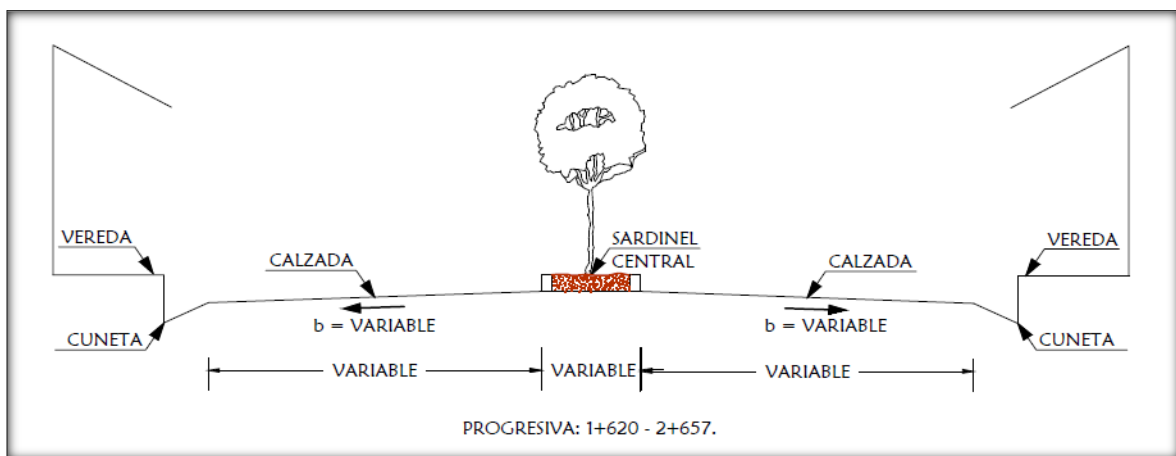 VEREDA
CALZADA
SARDINEL
CENTRAL
CALZADA
VEREDA
CUNETA
b = VARIABLE
b = VARIABLE
CUNETA
VARIABLE
VARIABLE
VARIABLE
PROGRESIVA: 1+620 - 2+657.